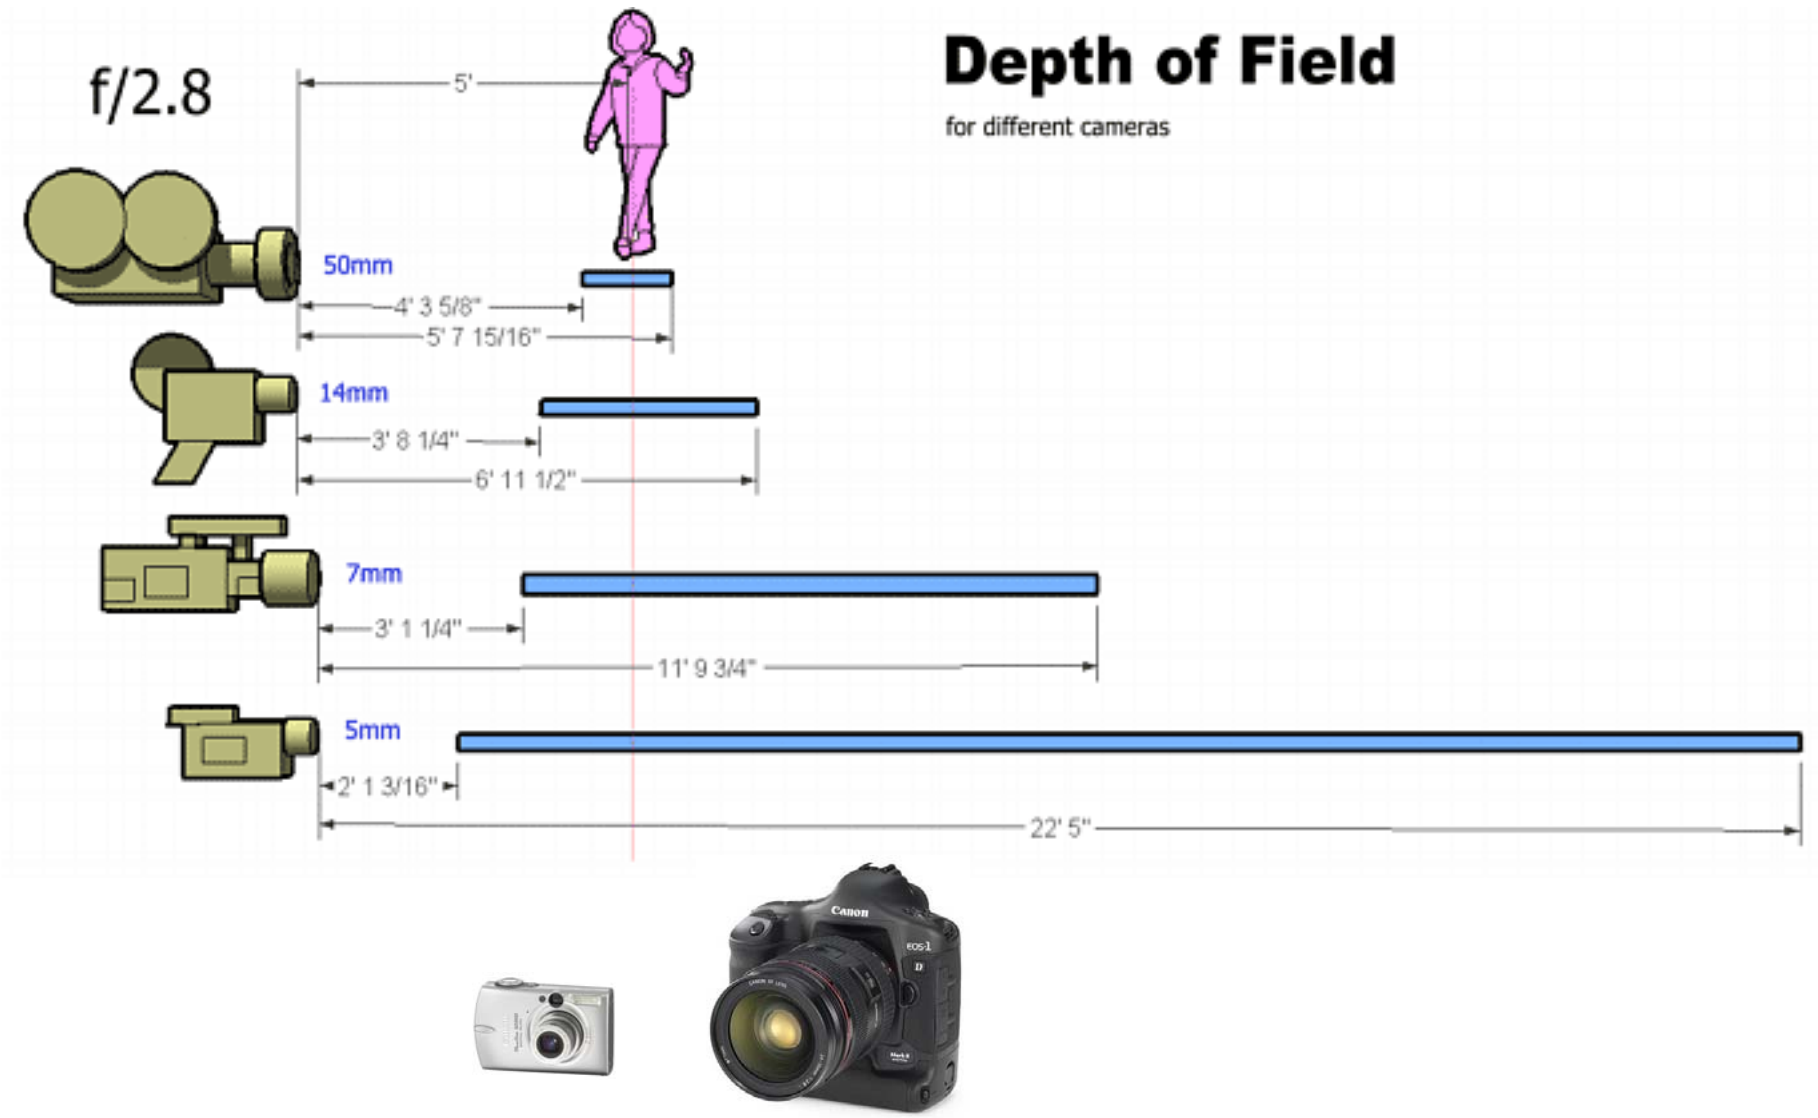 Depth of Field
for different cameras
f/2.8
5'
50mm
4' 3 5/8"
5' 7 15/16"
14mm
3' 8 1/4"
6' 11 1/2"
7mm
3' 1 1/4"
11' 9 3/4"
5mm
2' 1 3/16"
22' 5"
Canon
EOS-1
D
Mark II